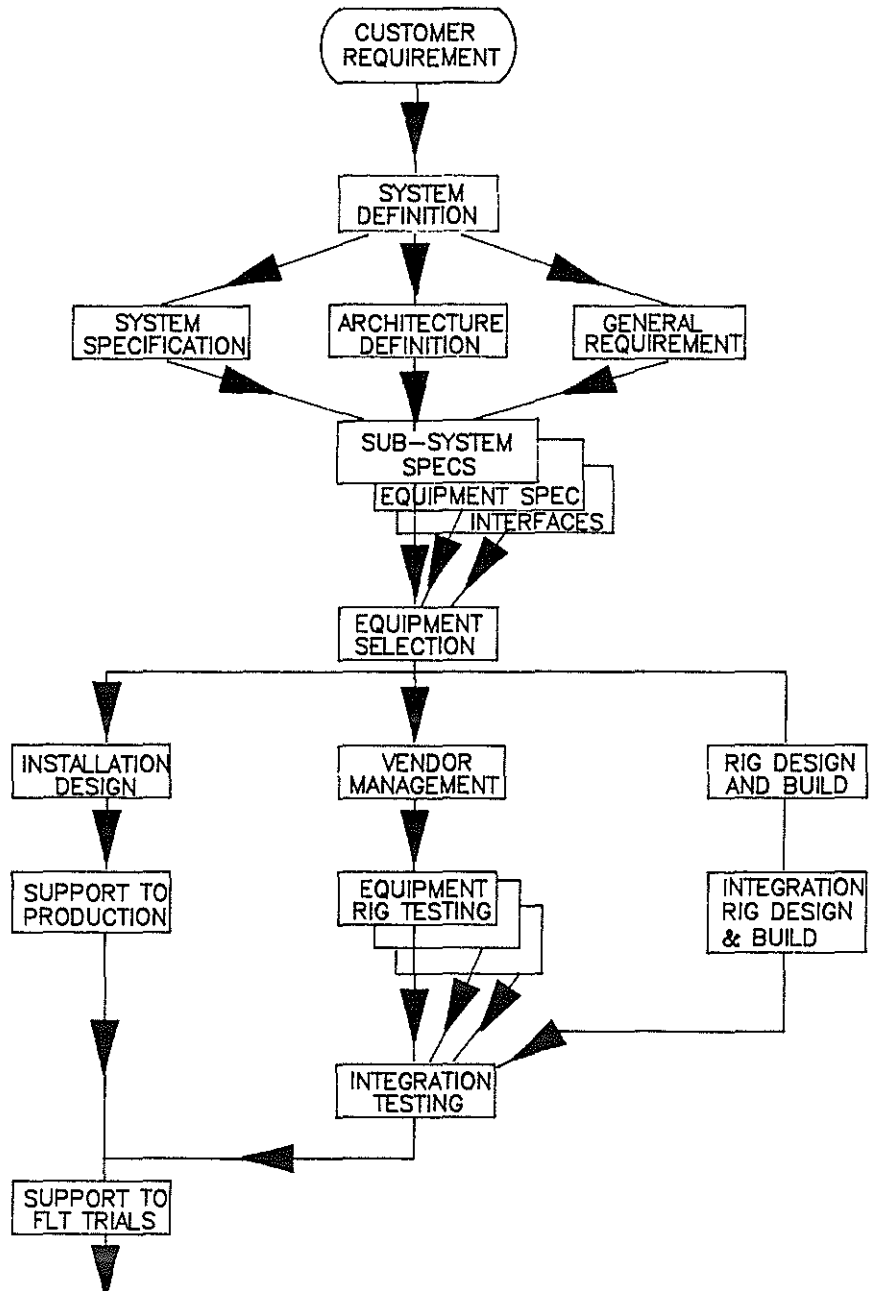 CUSTOMER
REQUIREMENT
SYSTEM
DEFINITION
SYSTEM
SPECIFICATION
ARCHITECTURE
DEFINITION
GENERAL
REQUIREMENT
SUB-SYSTEM
SPECS
EQUIPMENT SPEC
INTERFACES
EQUIPMENT
SELECTION
INSTALLATION
DESIGN
VENDOR
MANAGEMENT
RIG DESIGN
AND BUILD
SUPPORT TO
PRODUCTION
EQUIPMENT
RIG TESTING
INTEGRATION
RIG DESIGN
& BUILD
INTEGRATION
TESTING
SUPPORT TO
FLT TRIALS